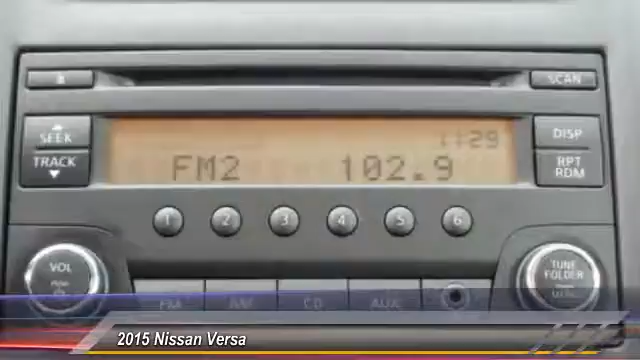 SCAN
SEEK
DISP
11:29
TRACK
RPT
RDM
FM2 102.9
1 2 3 4 5 6
VOL
TUNE
FOLDER
FM AM CD AUX
2015 Nissan Versa